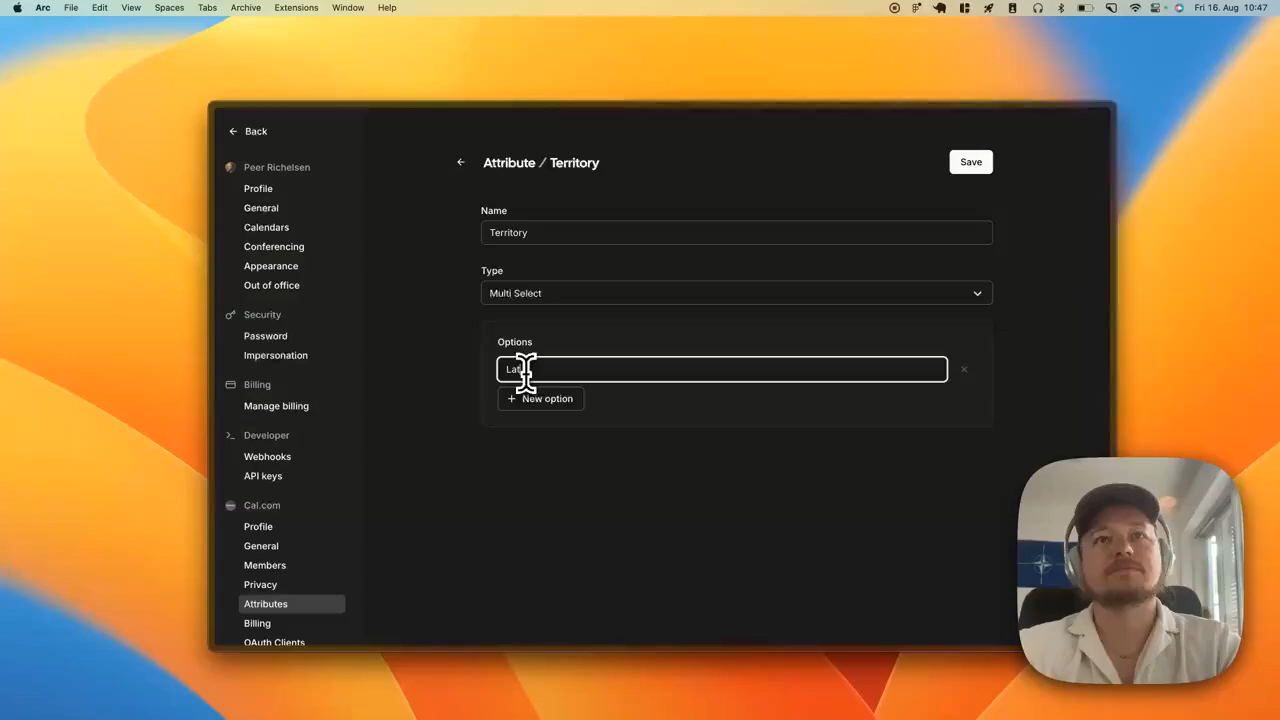 Arc File Edit View Spaces Tabs Archive Extensions Window Help Fri 16. Aug 10:47
Back
Peer Richelsen
Profile
General
Calendars
Conferencing
Appearance
Out of office
Security
Password
Impersonation
Billing
Manage billing
Developer
Webhooks
API keys
Cal.com
Profile
General
Members
Privacy
Attributes
Billing
OAuth Clients
Attribute / Territory
Save
Name
Territory
Type
Multi Select
Options
New option